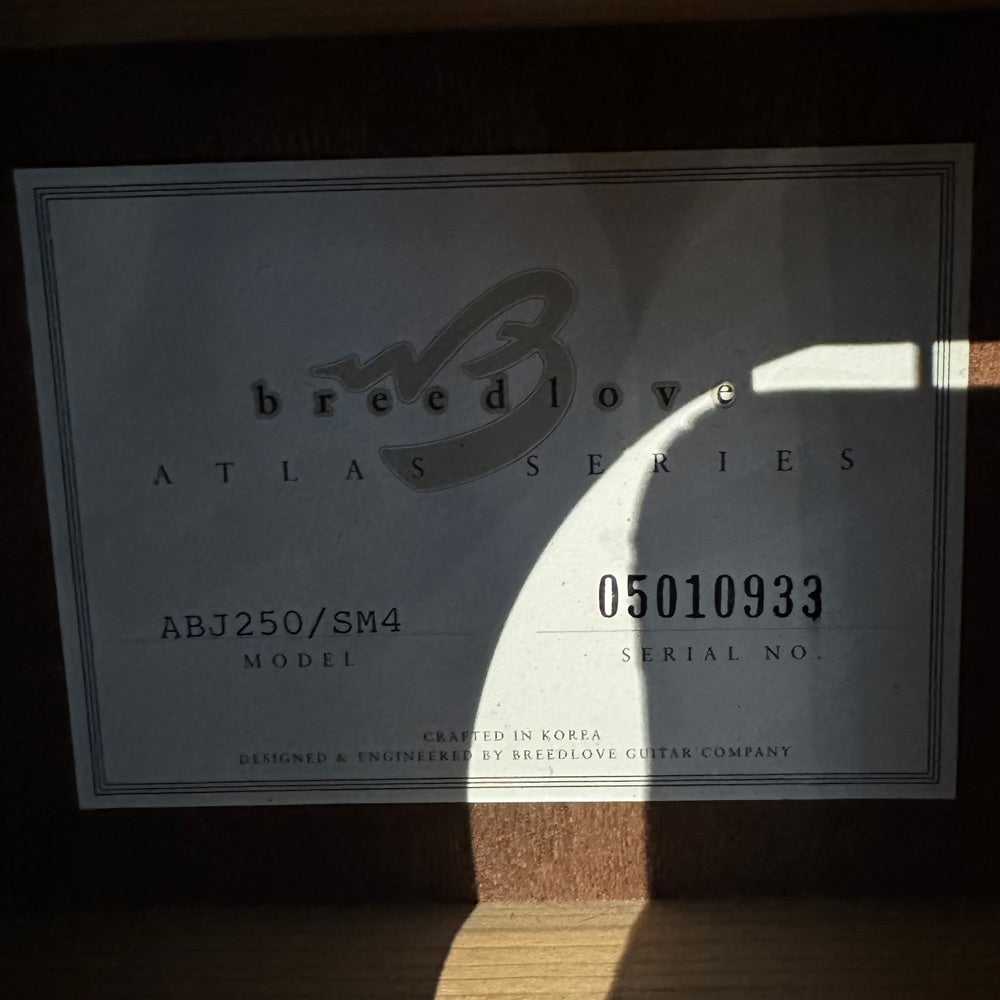 breedlove
ATLAS SERIES
ABJ250/SM4
MODEL
05010933
SERIAL NO.
CRAFTED IN KOREA
DESIGNED & ENGINEERED BY BREEDLOVE GUITAR COMPANY